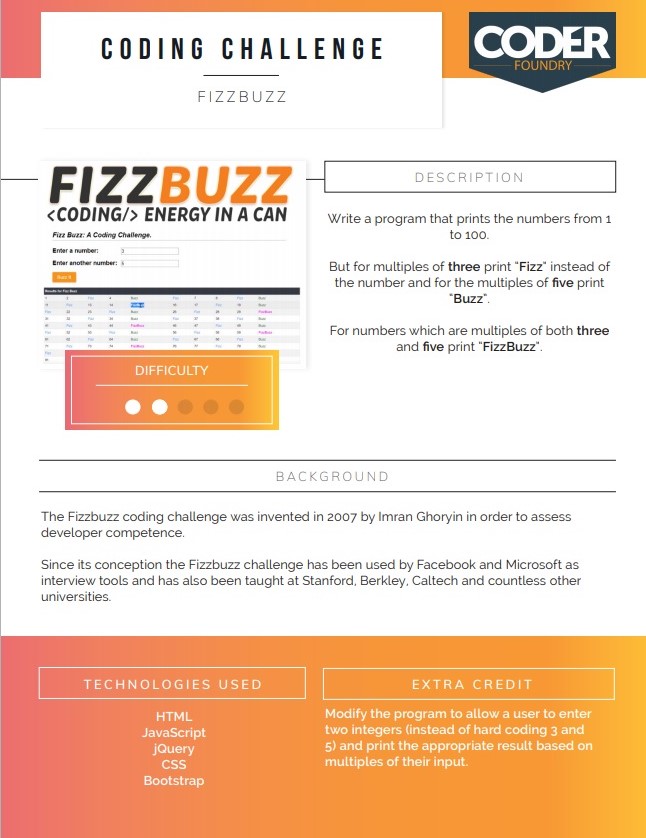 CODING CHALLENGE
FIZZBUZZ
CODER
FOUNDRY
FIZZBUZZ
<CODING/> ENERGY IN A CAN
Fizz Buzz: A Coding Challenge.
Enter a number:
Enter another number:
Results for Fizz Buzz
DIFFICULTY
DESCRIPTION
Write a program that prints the numbers from 1
to 100.
But for multiples of three print "Fizz" instead of
the number and for the multiples of five print
"Buzz".
For numbers which are multiples of both three
and five print "FizzBuzz".
BACKGROUND
The Fizzbuzz coding challenge was invented in 2007 by Imran Ghoryin in order to assess
developer competence.
Since its conception the Fizzbuzz challenge has been used by Facebook and Microsoft as
interview tools and has also been taught at Stanford, Berkley, Caltech and countless other
universities.
TECHNOLOGIES USED
HTML
JavaScript
jQuery
CSS
Bootstrap
EXTRA CREDIT
Modify the program to allow a user to enter
two integers (instead of hard coding 3 and
5) and print the appropriate result based on
multiples of their input.